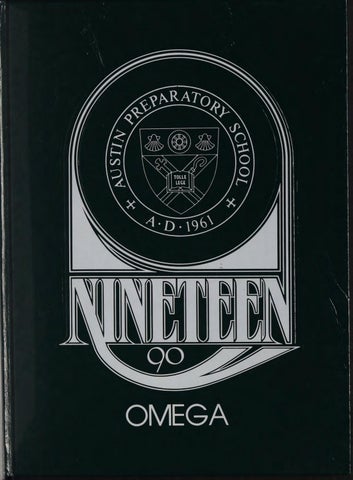 AUSTIN PREPARATORY SCHOOL
A·D·1961
TOLLE
LEGE
NINETEEN
90
OMEGA